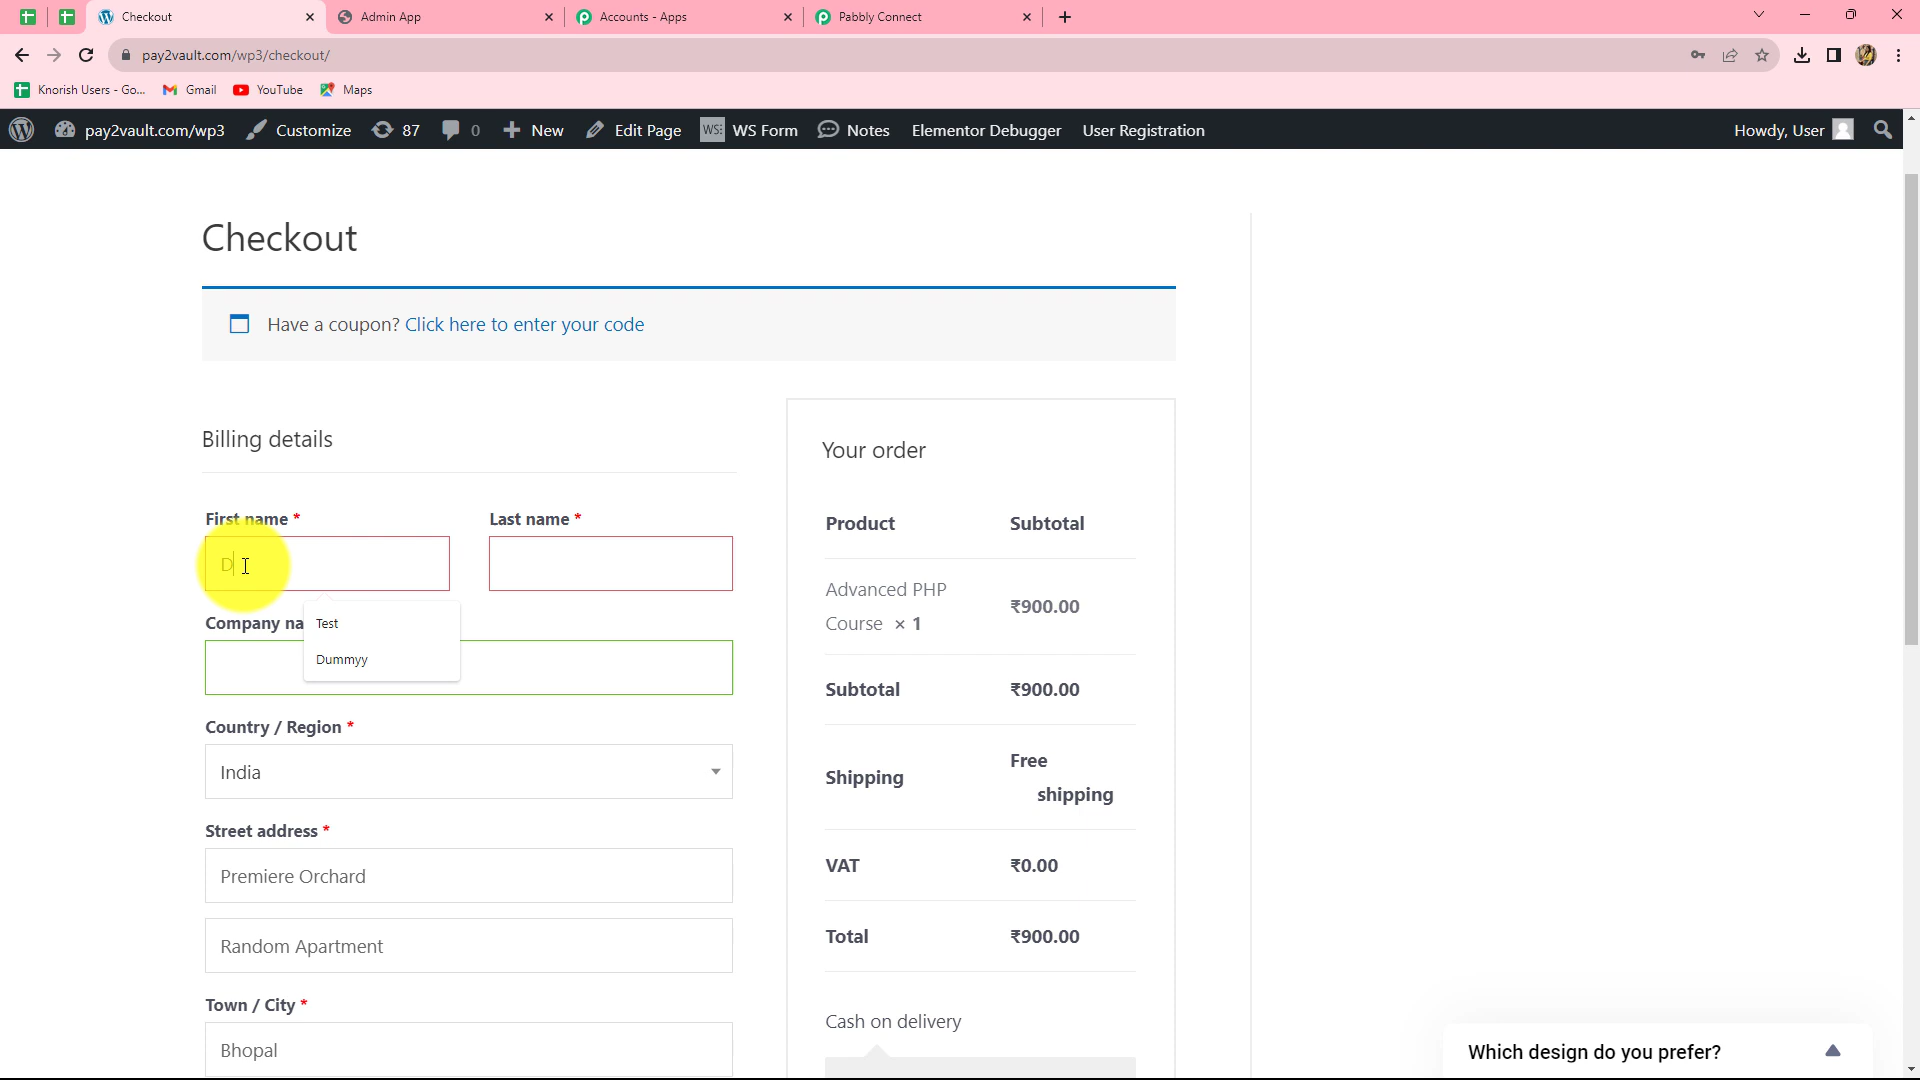 Checkout
Admin App
Accounts - Apps
Pabbly Connect
pay2vault.com/wp3/checkout/
Knorish Users - Go...
Gmail
YouTube
Maps
pay2vault.com/wp3
Customize
87
0
New
Edit Page
WS Form
Notes
Elementor Debugger
User Registration
Howdy, User
Checkout
Have a coupon? Click here to enter your code
Billing details
First name *
Last name *
D
Test
Dummyy
Company na
Country / Region *
India
Street address *
Premiere Orchard
Random Apartment
Town / City *
Bhopal
Your order
Product Subtotal
Advanced PHP
Course × 1
₹900.00
Subtotal ₹900.00
Shipping
Free
shipping
VAT ₹0.00
Total ₹900.00
Cash on delivery
Which design do you prefer?